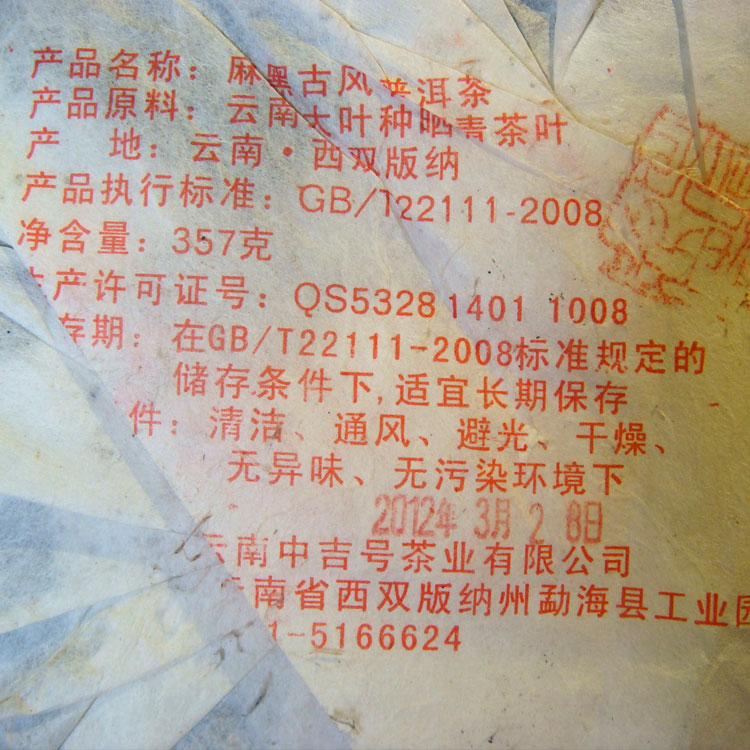 产品名称：麻黑古风普洱茶
产品原料：云南大叶种晒青茶叶
产 地：云南·西双版纳
产品执行标准：GB/T22111-2008
净含量：357克
生产许可证号：QS5328 1401 1008
存期：在GB/T22111-2008标准规定的
储存条件下,适宜长期保存
件：清洁、通风、避光、干燥、
无异味、无污染环境下
2012年 3月 2 8日
云南中吉号茶业有限公司
云南省西双版纳州勐海县工业园
1-5166624